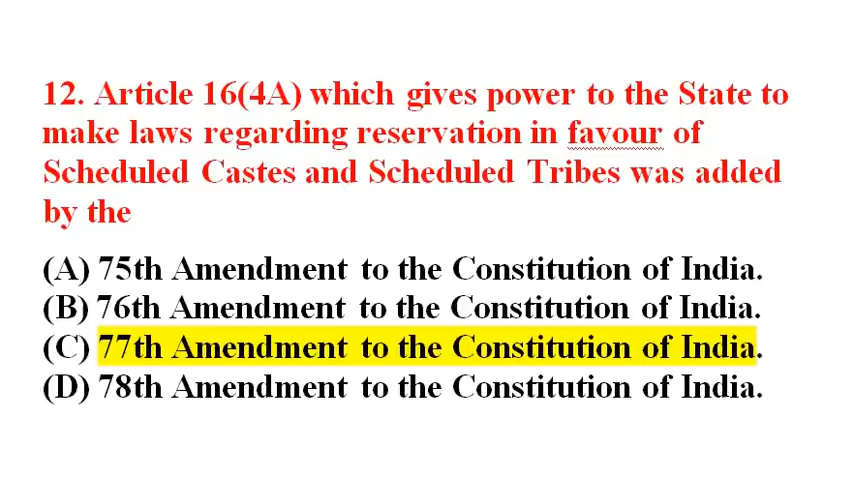 12. Article 16(4A) which gives power to the State to
make laws regarding reservation in favour of
Scheduled Castes and Scheduled Tribes was added
by the
(A) 75th Amendment to the Constitution of India.
(B) 76th Amendment to the Constitution of India.
(C) 77th Amendment to the Constitution of India.
(D) 78th Amendment to the Constitution of India.